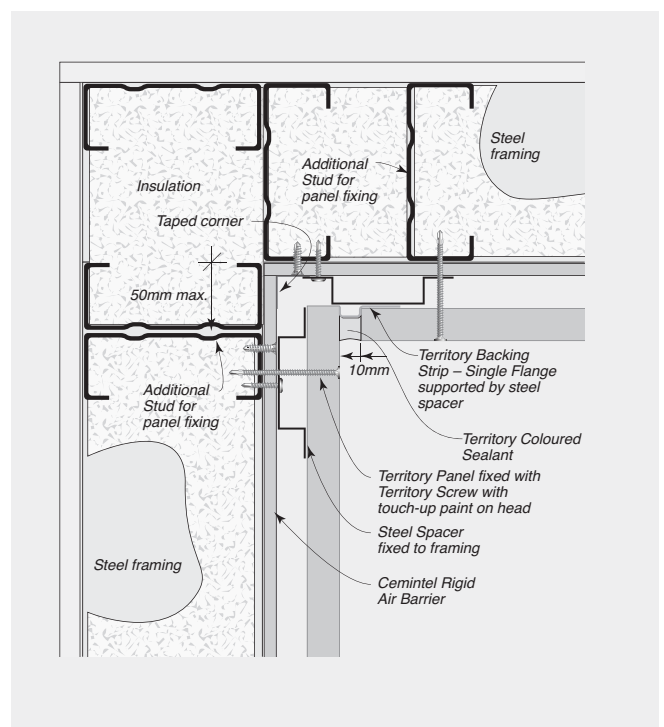 Steel
framing
Additional
Stud for
panel fixing
Insulation
Taped corner
50mm max.
10mm
Territory Backing
Strip – Single Flange
supported by steel
spacer
Additional
Stud for
panel fixing
Territory Coloured
Sealant
Territory Panel fixed with
Territory Screw with
touch-up paint on head
Steel Spacer
fixed to framing
Steel framing
Cemintel Rigid
Air Barrier